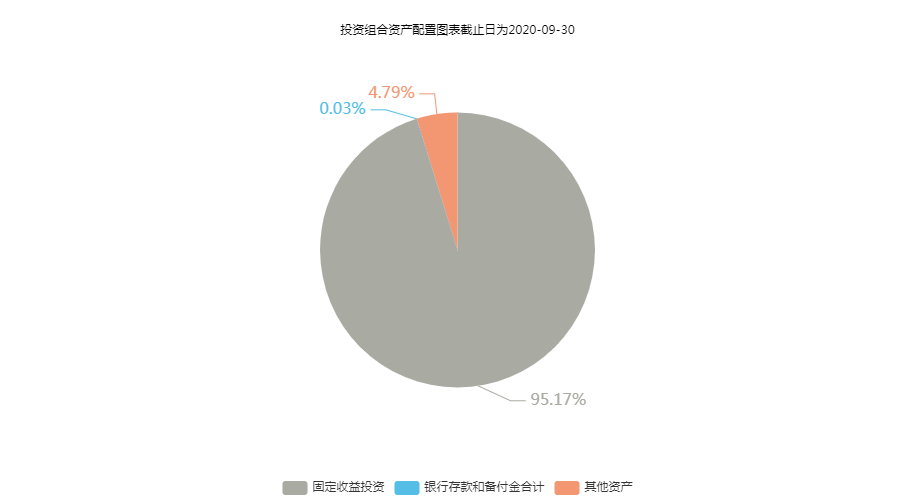 投资组合资产配置图表截止日为2020-09-30
4.79%
0.03%
95.17%
固定收益投资
银行存款和备付金合计
其他资产